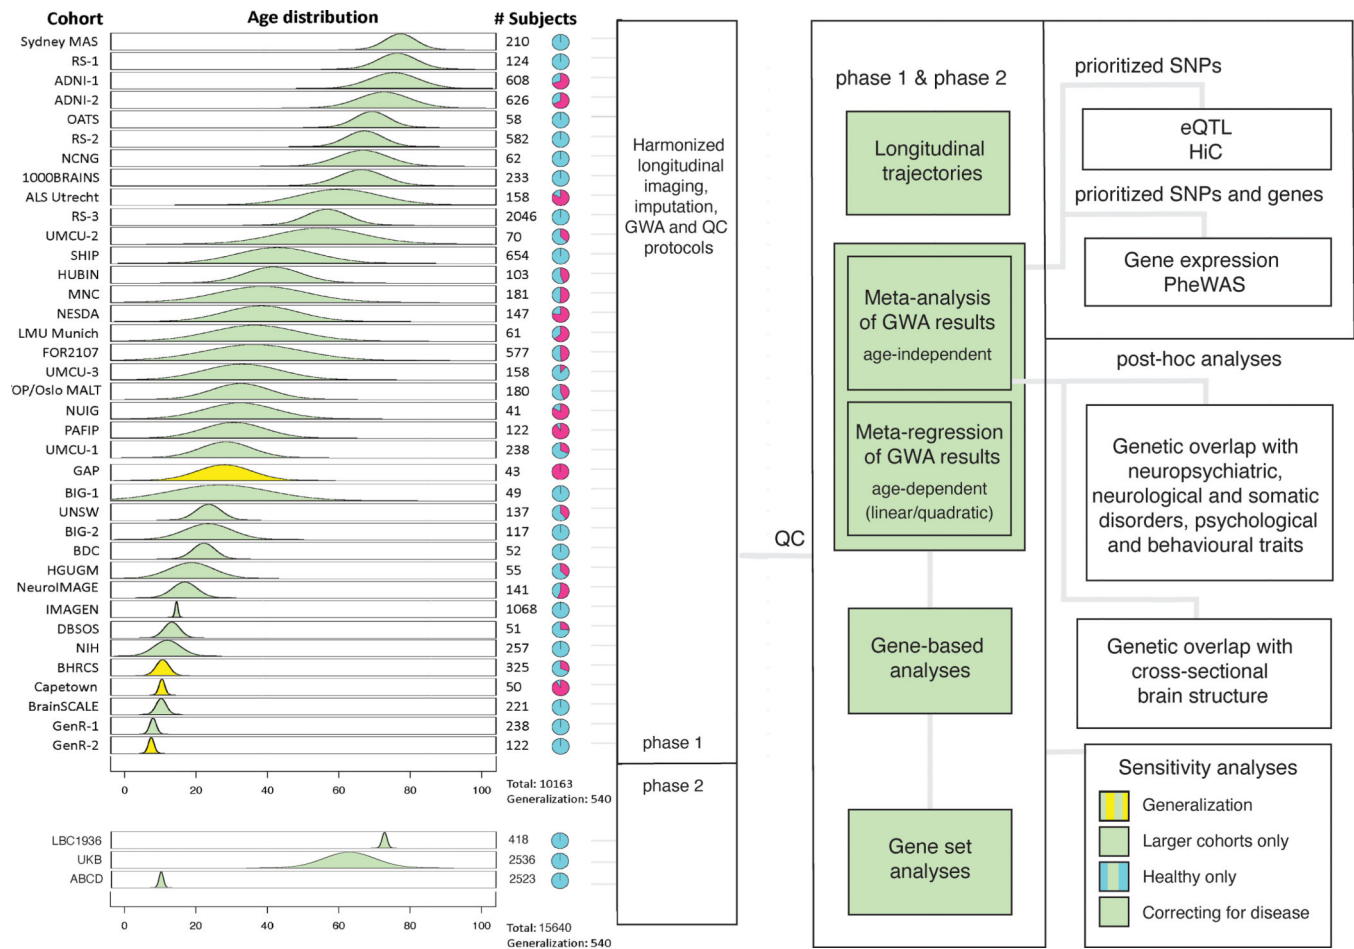 Cohort Age distribution # Subjects
Sydney MAS 210
RS-1 124
ADNI-1 608
ADNI-2 626
OATS 58
RS-2 582
NCNG 62
1000BRAINS 233
ALS Utrecht 158
RS-3 2046
UMCU-2 70
SHIP 654
HUBIN 103
MNC 181
NESDA 147
LMU Munich 61
FOR2107 577
UMCU-3 158
OP/Oslo MALT 180
NUIG 41
PAFIP 122
UMCU-1 238
GAP 43
BIG-1 49
UNSW 137
BIG-2 117
BDC 52
HGUGM 55
NeuroIMAGE 141
IMAGEN 1068
DBSOS 51
NIH 257
BHRCS 325
Capetown 50
BrainSCALE 221
GenR-1 238
GenR-2 122
0 20 40 60 80 100
Total: 10163
Generalization: 540
LBC1936 418
UKB 2536
ABCD 2523
0 20 40 60 80 100
Total: 15640
Generalization: 540
Harmonized
longitudinal
imaging,
imputation,
GWA and QC
protocols
phase 1
phase 2
QC
phase 1 & phase 2
Longitudinal
trajectories
Meta-analysis
of GWA results
age-independent
Meta-regression
of GWA results
age-dependent
(linear/quadratic)
Gene-based
analyses
Gene set
analyses
prioritized SNPs
eQTL
HiC
prioritized SNPs and genes
Gene expression
PheWAS
post-hoc analyses
Genetic overlap with
neuropsychiatric,
neurological and somatic
disorders, psychological
and behavioural traits
Genetic overlap with
cross-sectional
brain structure
Sensitivity analyses
Generalization
Larger cohorts only
Healthy only
Correcting for disease